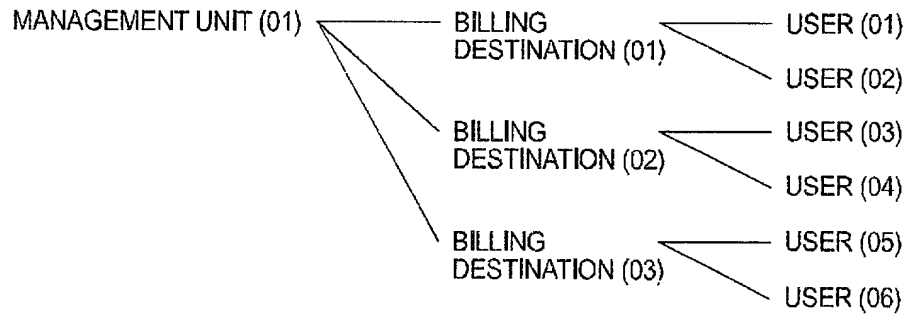 MANAGEMENT UNIT (01)
BILLING
DESTINATION (01)
USER (01)
USER (02)
BILLING
DESTINATION (02)
USER (03)
USER (04)
BILLING
DESTINATION (03)
USER (05)
USER (06)